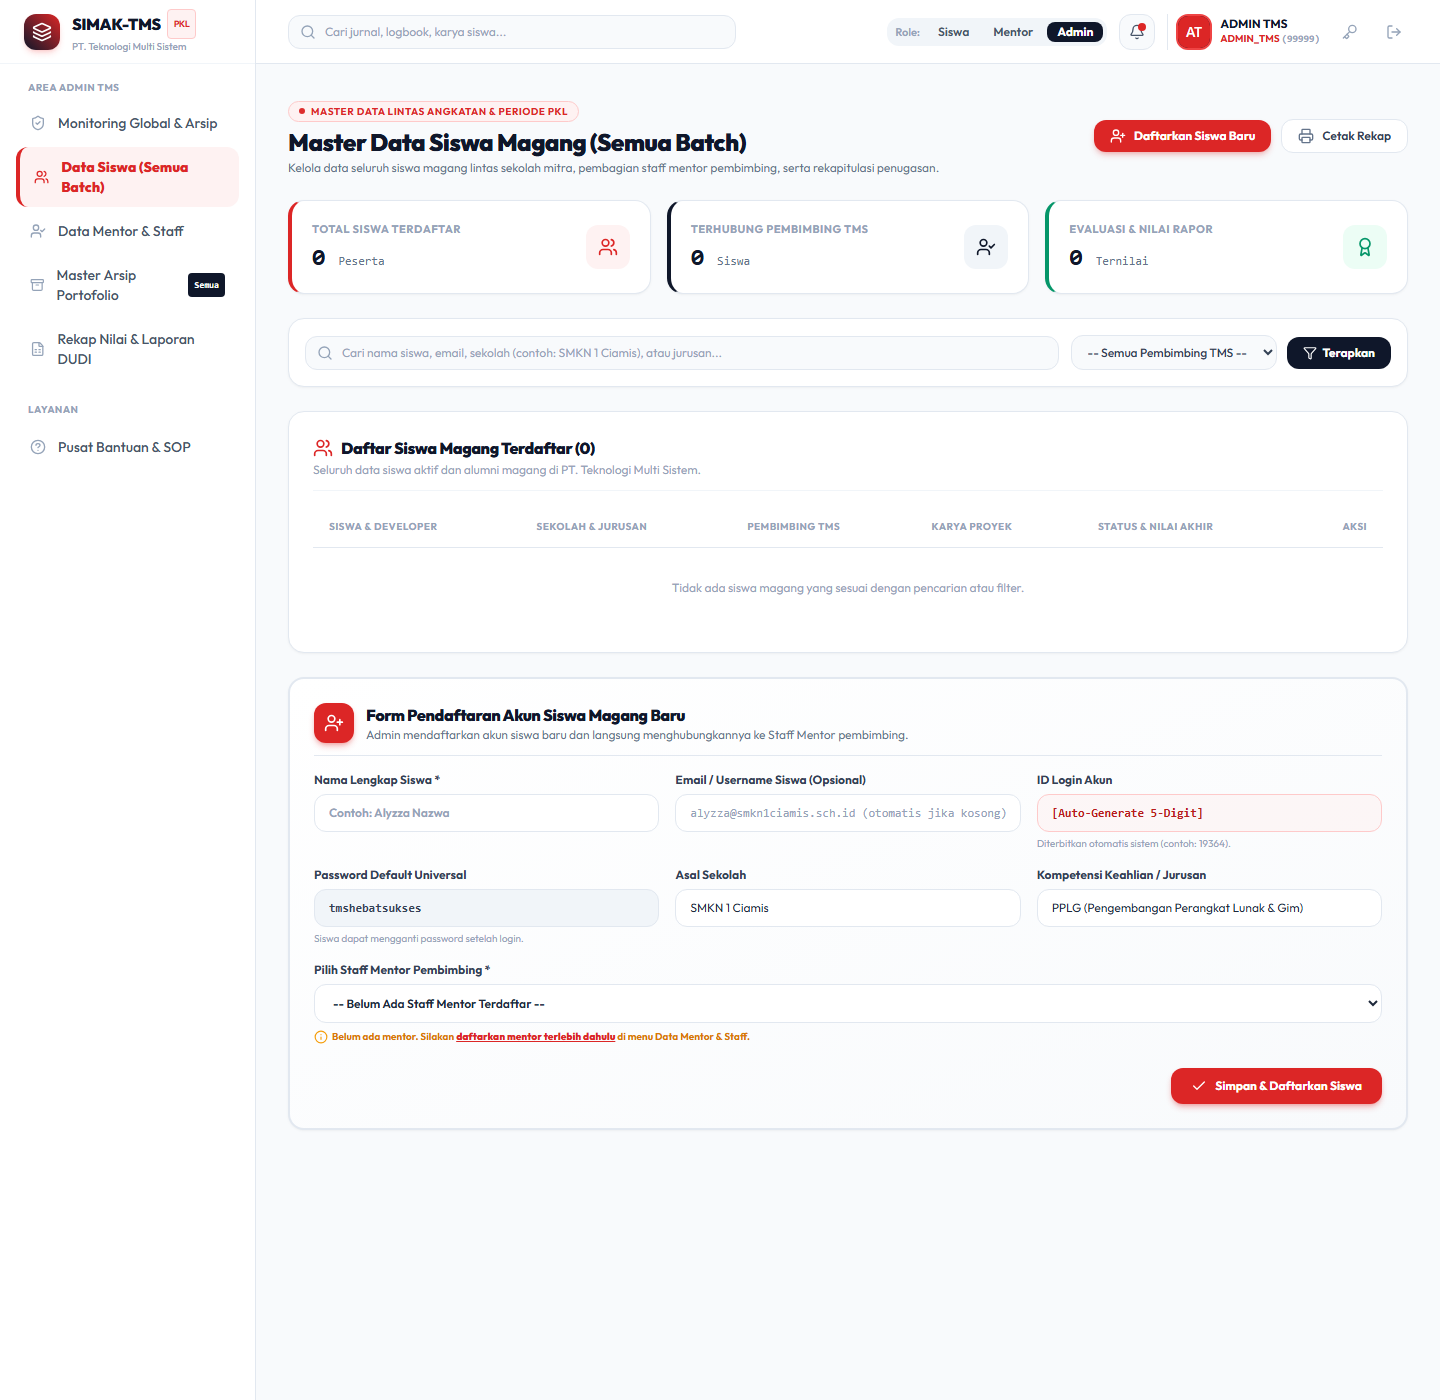 SIMAK-TMS PKL
PT. Teknologi Multi Sistem
Cari jurnal, logbook, karya siswa...
Role: Siswa Mentor Admin
AT
ADMIN TMS
ADMIN_TMS (99999)
AREA ADMIN TMS
Monitoring Global & Arsip
Data Siswa (Semua
Batch)
Data Mentor & Staff
Master Arsip
Portofolio
Semua
Rekap Nilai & Laporan
DUDI
LAYANAN
Pusat Bantuan & SOP
MASTER DATA LINTAS ANGKATAN & PERIODE PKL
Master Data Siswa Magang (Semua Batch)
Kelola data seluruh siswa magang lintas sekolah mitra, pembagian staff mentor pembimbing, serta rekapitulasi penugasan.
Daftarkan Siswa Baru
Cetak Rekap
TOTAL SISWA TERDAFTAR
0 Peserta
TERHUBUNG PEMBIMBING TMS
0 Siswa
EVALUASI & NILAI RAPOR
0 Ternilai
Cari nama siswa, email, sekolah (contoh: SMKN 1 Ciamis), atau jurusan...
-- Semua Pembimbing TMS --
Terapkan
Daftar Siswa Magang Terdaftar (0)
Seluruh data siswa aktif dan alumni magang di PT. Teknologi Multi Sistem.
SISWA & DEVELOPER SEKOLAH & JURUSAN PEMBIMBING TMS KARYA PROYEK STATUS & NILAI AKHIR AKSI
Tidak ada siswa magang yang sesuai dengan pencarian atau filter.
Form Pendaftaran Akun Siswa Magang Baru
Admin mendaftarkan akun siswa baru dan langsung menghubungkannya ke Staff Mentor pembimbing.
Nama Lengkap Siswa *
Contoh: Alyzza Nazwa
Email / Username Siswa (Opsional)
alyzza@smkn1ciamis.sch.id (otomatis jika kosong)
ID Login Akun
[Auto-Generate 5-Digit]
Diterbitkan otomatis sistem (contoh: 19364).
Password Default Universal
tmshebatsukses
Siswa dapat mengganti password setelah login.
Asal Sekolah
SMKN 1 Ciamis
Kompetensi Keahlian / Jurusan
PPLG (Pengembangan Perangkat Lunak & Gim)
Pilih Staff Mentor Pembimbing *
-- Belum Ada Staff Mentor Terdaftar --
Belum ada mentor. Silakan daftarkan mentor terlebih dahulu di menu Data Mentor & Staff.
Simpan & Daftarkan Siswa